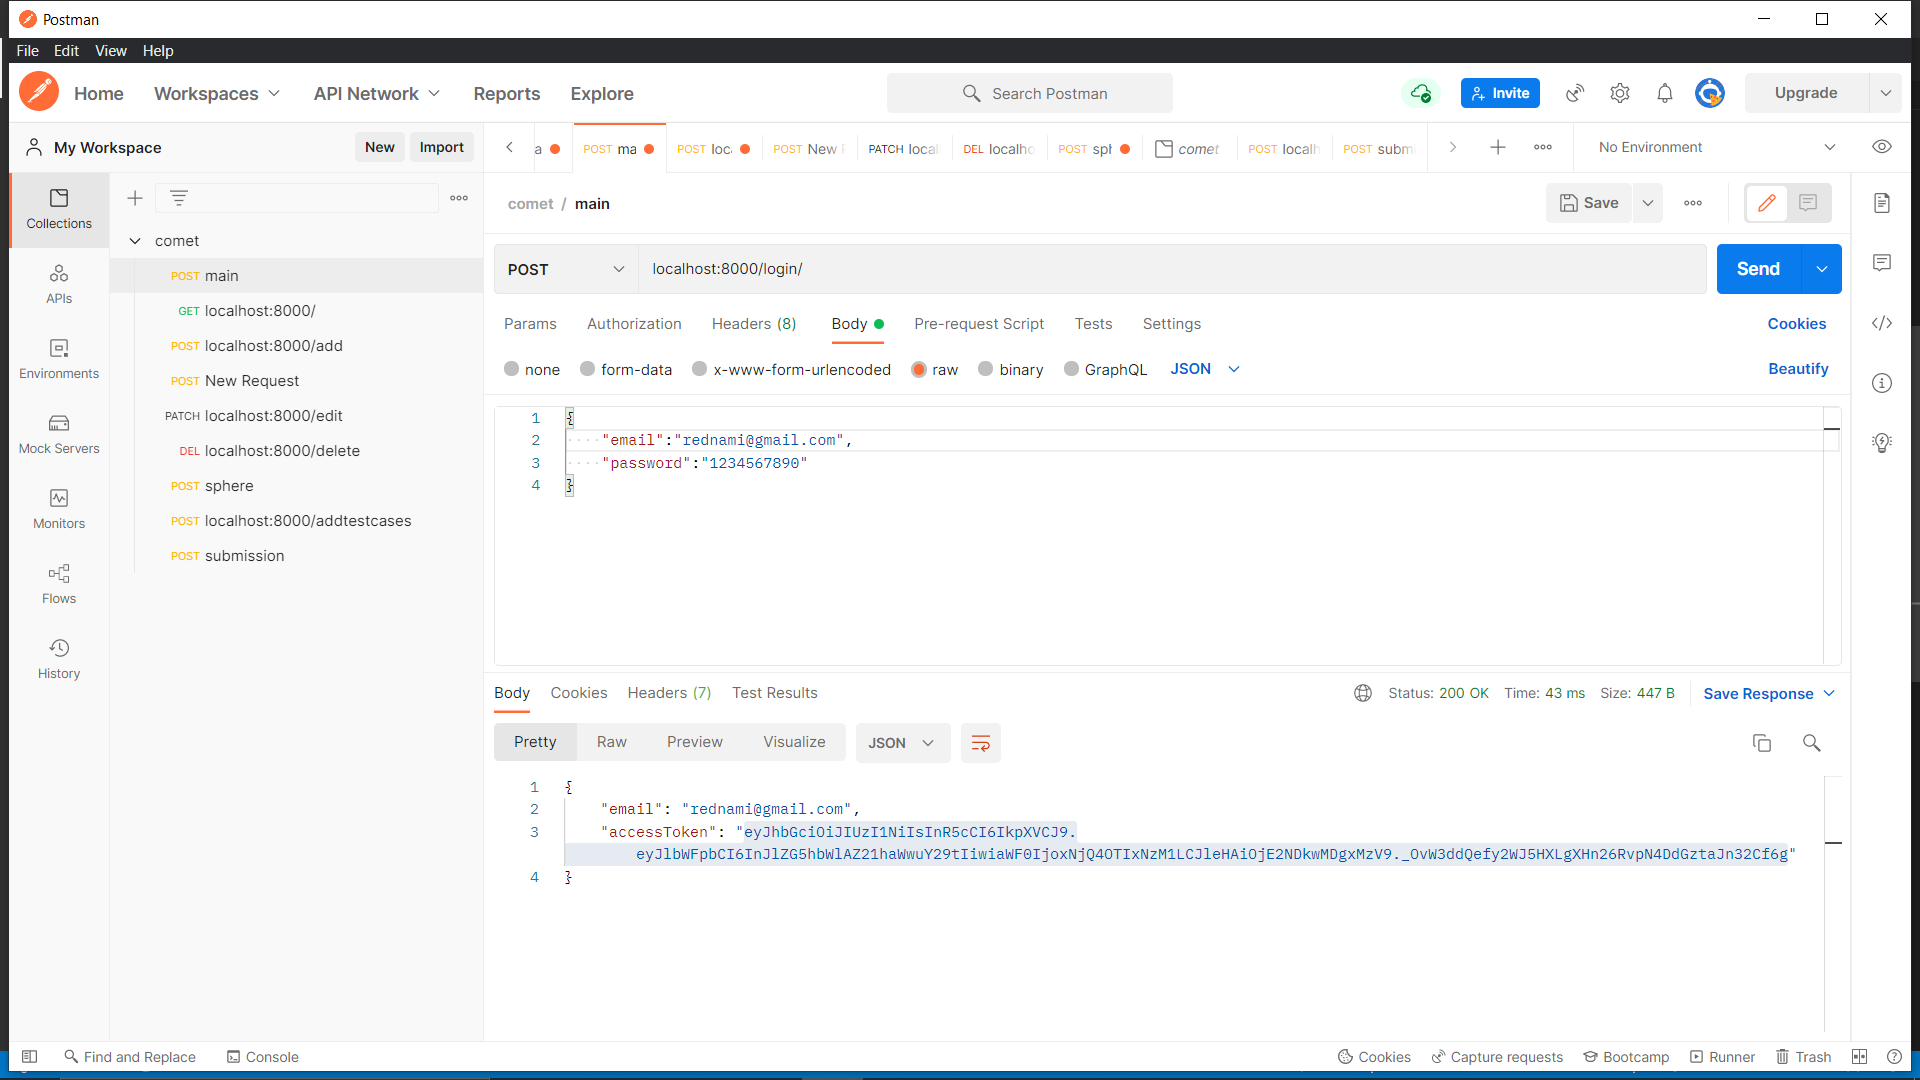 Postman
File Edit View Help
Home Workspaces API Network Reports Explore Search Postman Invite Upgrade
My Workspace New Import
a POST ma POST loc POST New PATCH local DEL localho POST sph comet POST localh POST subm No Environment
Collections
APIs
Environments
Mock Servers
Monitors
Flows
History
comet
POST main
GET localhost:8000/
POST localhost:8000/add
POST New Request
PATCH localhost:8000/edit
DEL localhost:8000/delete
POST sphere
POST localhost:8000/addtestcases
POST submission
comet / main Save
POST localhost:8000/login/ Send
Params Authorization Headers (8) Body Pre-request Script Tests Settings Cookies
none form-data x-www-form-urlencoded raw binary GraphQL JSON Beautify
1 {
2 "email":"rednami@gmail.com",
3 "password":"1234567890"
4 }
Body Cookies Headers (7) Test Results Status: 200 OK Time: 43 ms Size: 447 B Save Response
Pretty Raw Preview Visualize JSON
1 {
2 "email": "rednami@gmail.com",
3 "accessToken": "eyJhbGciOiJIUzI1NiIsInR5cCI6IkpXVCJ9.
eyJlbWFpbCI6InJlZG5hbWlAZ21haWwuY29tIiwiaWF0IjoxNjQ4OTIxNzM1LCJleHAiOjE2NDkwMDgxMzV9._OvW3ddQefy2WJ5HXLgXHn26RvpN4DdGztaJn32Cf6g"
4 }
Find and Replace Console Cookies Capture requests Bootcamp Runner Trash